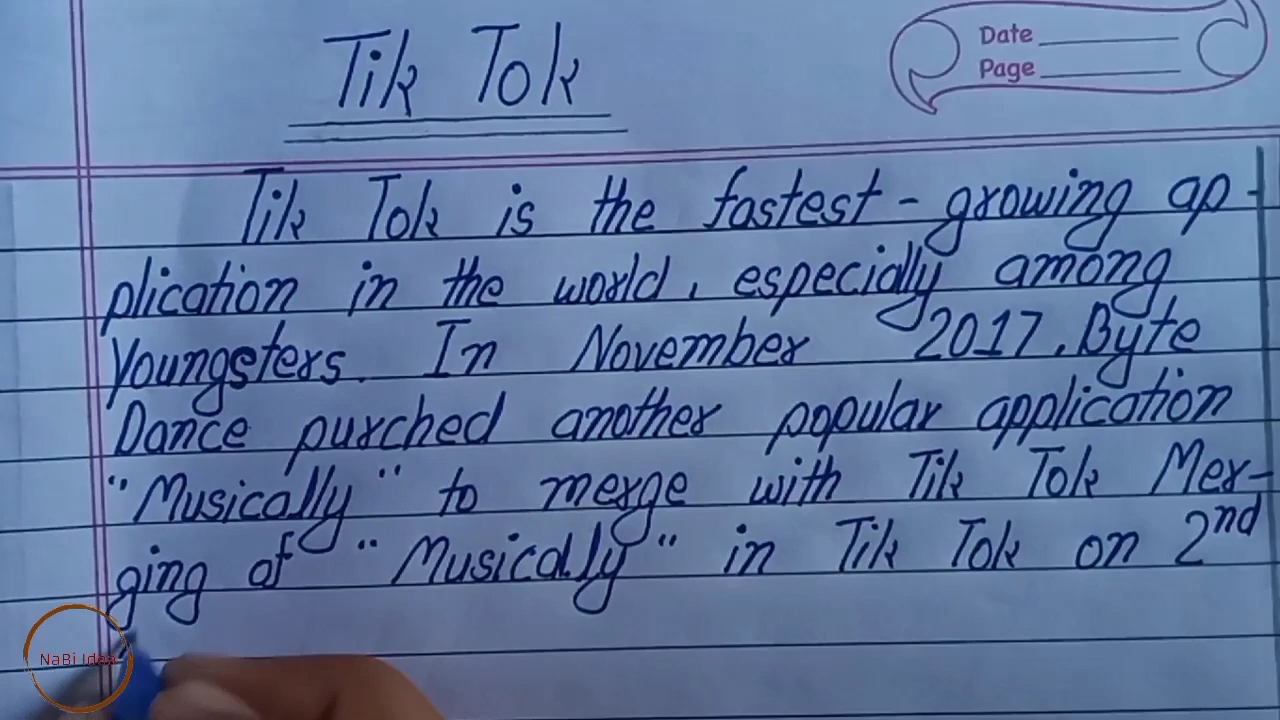 Tik Tok
Date
Page
Tik Tok is the fastest-growing ap-
plication in the world, especially among
Youngsters. In November 2017. Byte
Dance purched another popular application
"Musically" to merge with Tik Tok Mer-
ging of "Musically" in Tik Tok on 2nd
NaBi Idea